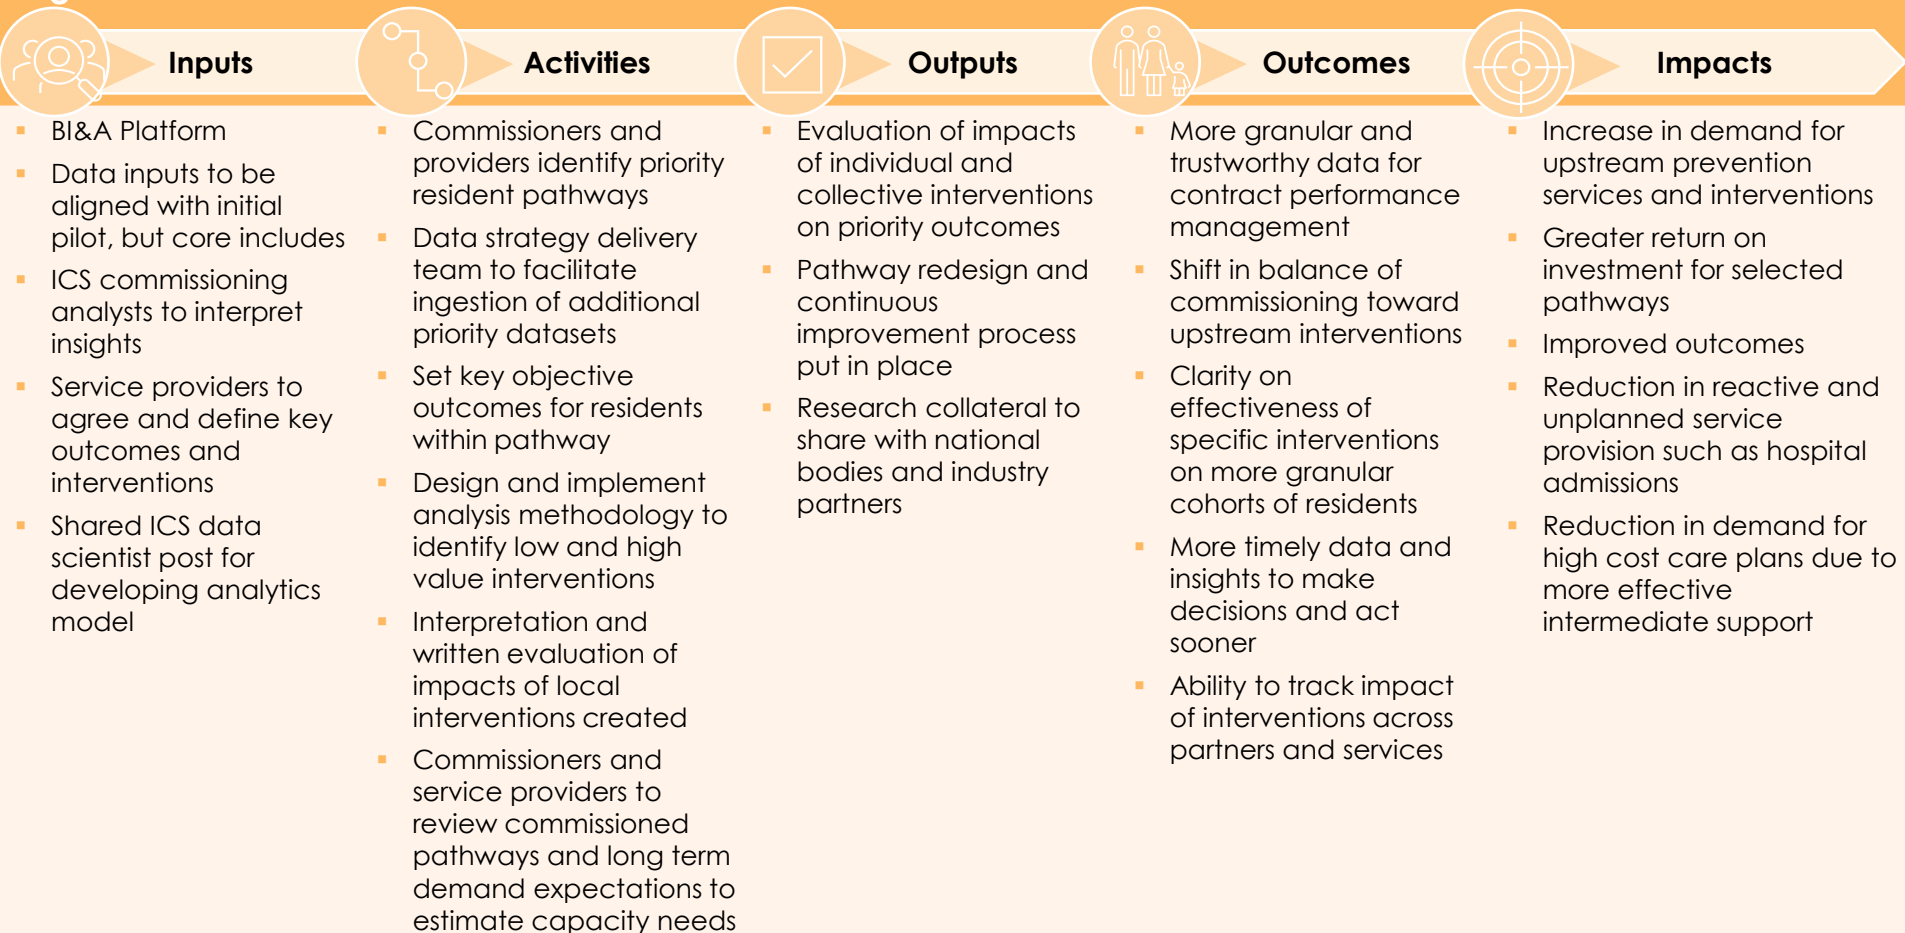 Inputs
BI&A Platform
Data inputs to be
aligned with initial
pilot, but core includes
ICS commissioning
analysts to interpret
insights
Service providers to
agree and define key
outcomes and
interventions
Shared ICS data
scientist post for
developing analytics
model
Activities
Commissioners and
providers identify priority
resident pathways
Data strategy delivery
team to facilitate
ingestion of additional
priority datasets
Set key objective
outcomes for residents
within pathway
Design and implement
analysis methodology to
identify low and high
value interventions
Interpretation and
written evaluation of
impacts of local
interventions created
Commissioners and
service providers to
review commissioned
pathways and long term
demand expectations to
estimate capacity needs
Outputs
Evaluation of impacts
of individual and
collective interventions
on priority outcomes
Pathway redesign and
continuous
improvement process
put in place
Research collateral to
share with national
bodies and industry
partners
Outcomes
More granular and
trustworthy data for
contract performance
management
Shift in balance of
commissioning toward
upstream interventions
Clarity on
effectiveness of
specific interventions
on more granular
cohorts of residents
More timely data and
insights to make
decisions and act
sooner
Ability to track impact
of interventions across
partners and services
Impacts
Increase in demand for
upstream prevention
services and interventions
Greater return on
investment for selected
pathways
Improved outcomes
Reduction in reactive and
unplanned service
provision such as hospital
admissions
Reduction in demand for
high cost care plans due to
more effective
intermediate support